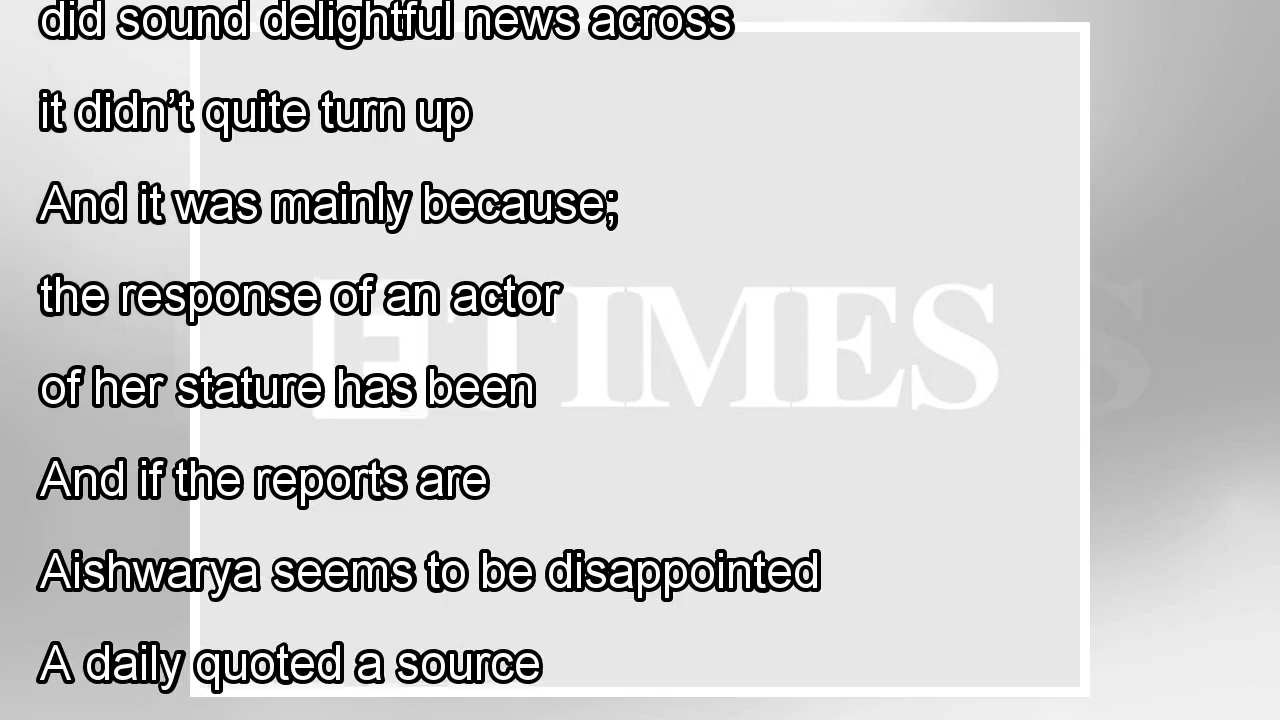 did sound delightful news across
it didn’t quite turn up
And it was mainly because;
the response of an actor
of her stature has been
And if the reports are
Aishwarya seems to be disappointed
A daily quoted a source
ETIMES